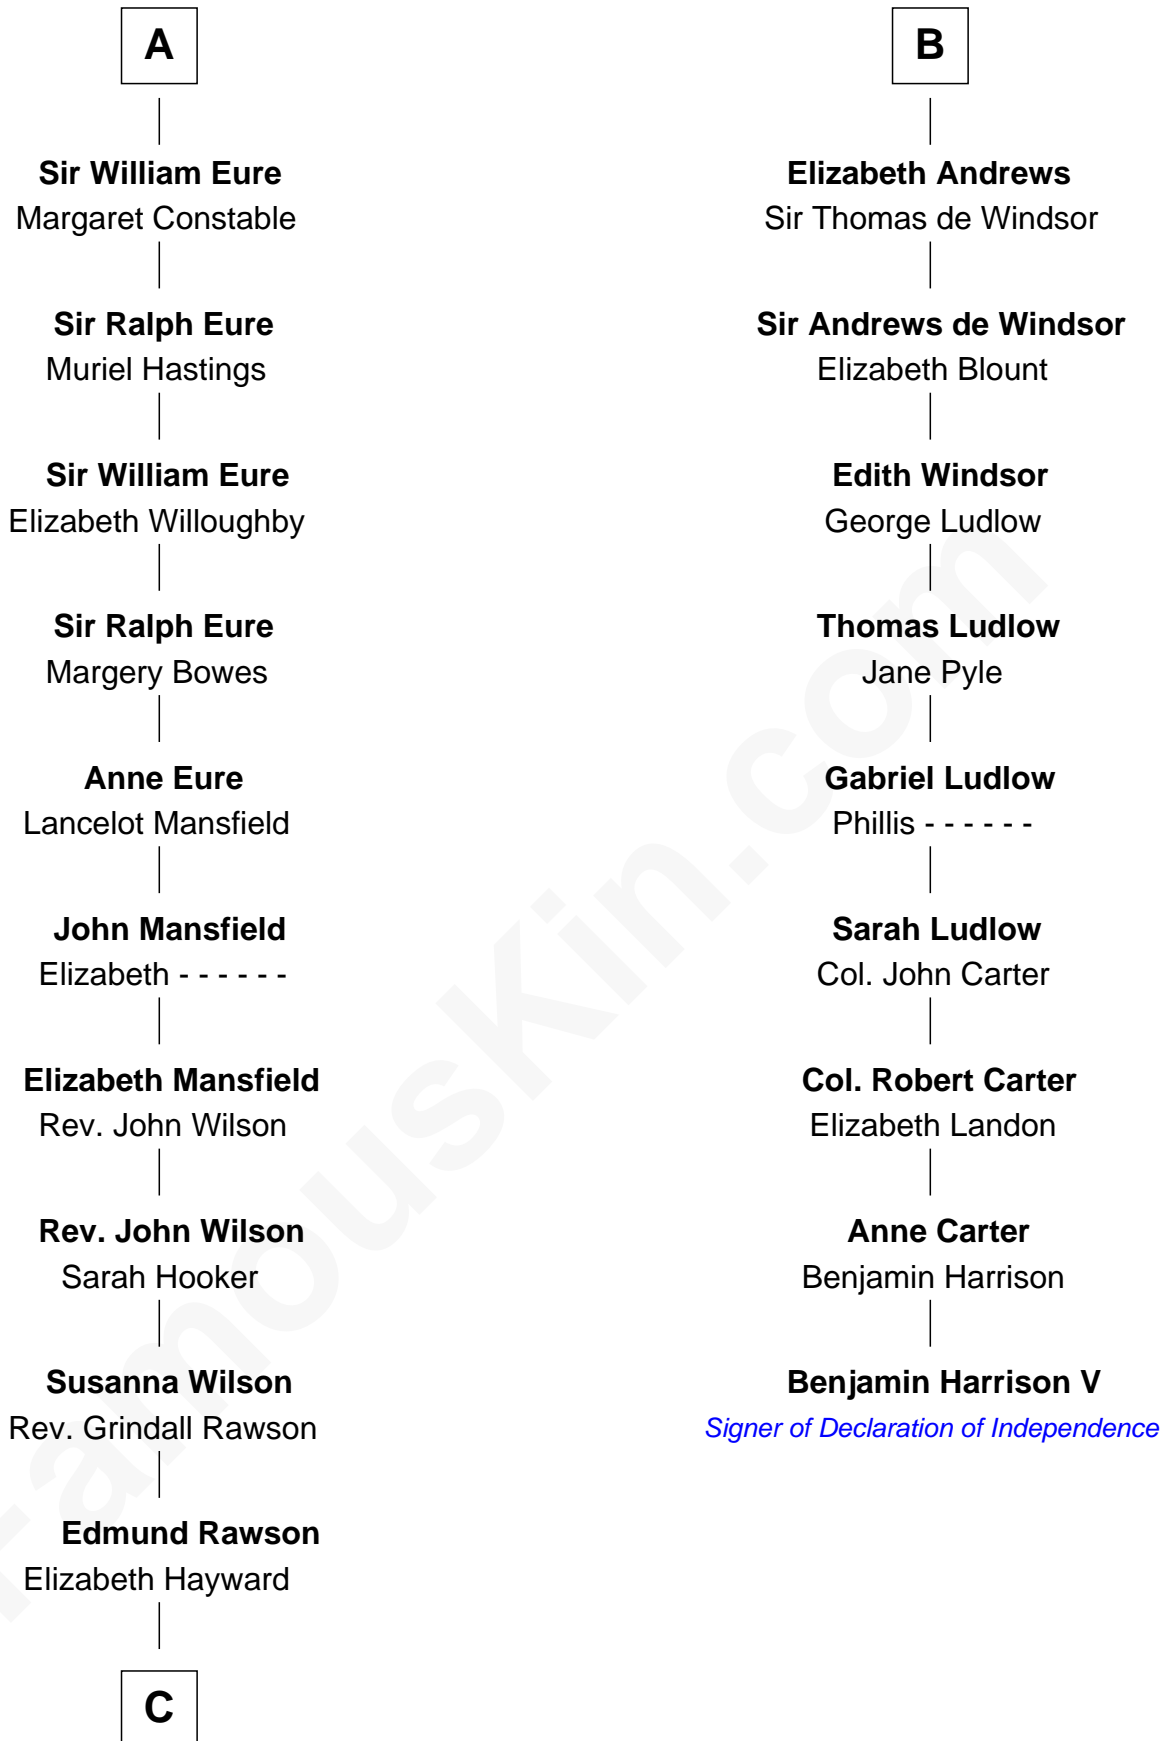 A
Sir William Eure
Margaret Constable
Sir Ralph Eure
Muriel Hastings
Sir William Eure
Elizabeth Willoughby
Sir Ralph Eure
Margery Bowes
Anne Eure
Lancelot Mansfield
John Mansfield
Elizabeth - - - - - -
Elizabeth Mansfield
Rev. John Wilson
Rev. John Wilson
Sarah Hooker
Susanna Wilson
Rev. Grindall Rawson
Edmund Rawson
Elizabeth Hayward
C
B
Elizabeth Andrews
Sir Thomas de Windsor
Sir Andrews de Windsor
Elizabeth Blount
Edith Windsor
George Ludlow
Thomas Ludlow
Jane Pyle
Gabriel Ludlow
Phillis - - - - - -
Sarah Ludlow
Col. John Carter
Col. Robert Carter
Elizabeth Landon
Anne Carter
Benjamin Harrison
Benjamin Harrison V
Signer of Declaration of Independence
FamousKin.com